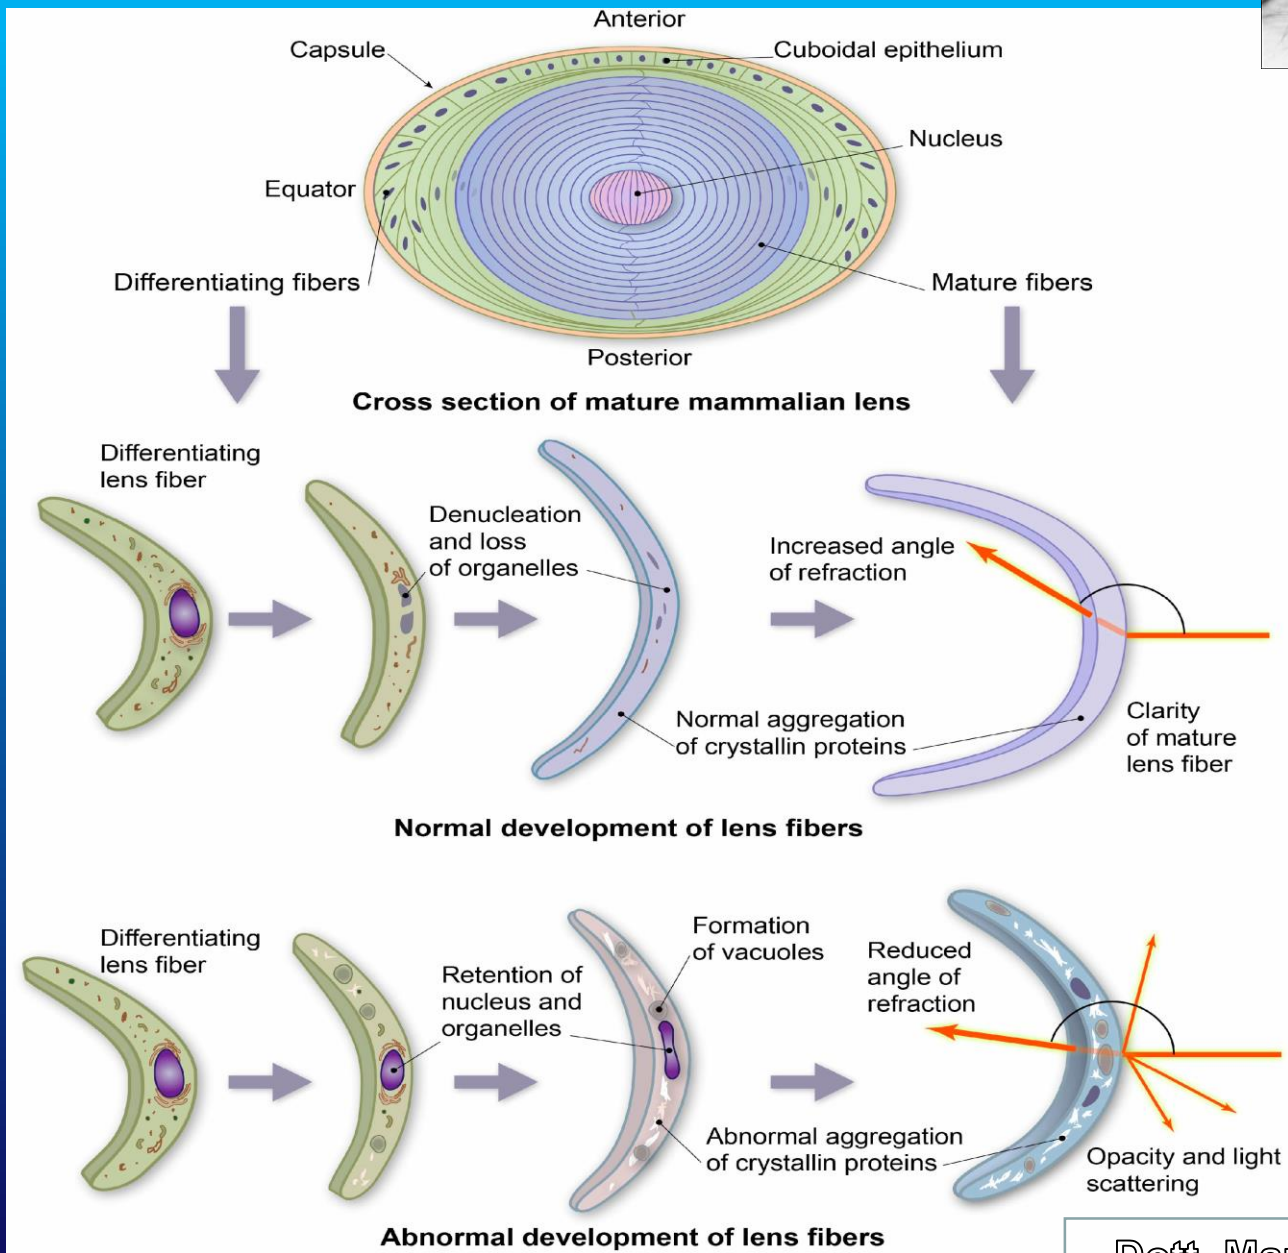 Anterior
Capsule
Cuboidal epithelium
Nucleus
Equator
Differentiating fibers
Mature fibers
Posterior
Cross section of mature mammalian lens
Differentiating
lens fiber
Denucleation
and loss
of organelles
Increased angle
of refraction
Normal aggregation
of crystallin proteins
Clarity
of mature
lens fiber
Normal development of lens fibers
Differentiating
lens fiber
Retention of
nucleus and
organelles
Formation
of vacuoles
Reduced
angle of
refraction
Abnormal aggregation
of crystallin proteins
Opacity and light
scattering
Abnormal development of lens fibers